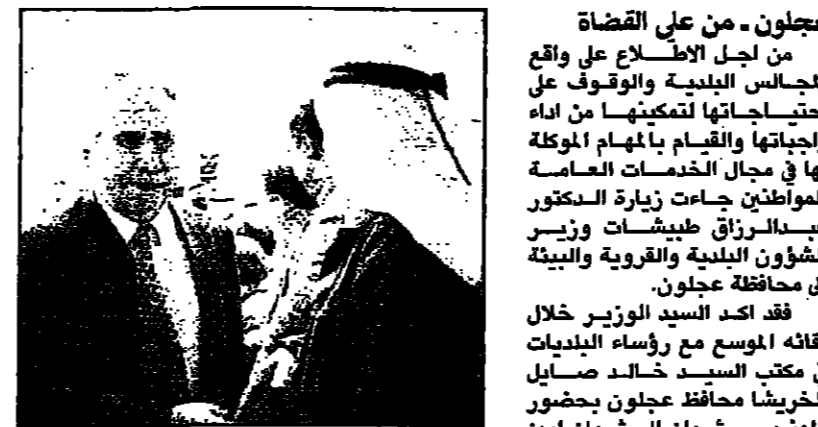 عجلون ـ من علي القضاة
من اجل الاطلاع على واقع
المجالس البلدية والوقوف على
احتياجاتها لتمكينها من اداء
واجباتها والقيام بالمهام الموكلة
لها في مجال الخدمات العامة
للمواطنين جاءت زيارة الدكتور
عبدالرزاق طبيشات وزير
الشؤون البلدية والقروية والبيئة
الى محافظة عجلون.
فقد اكد السيد الوزير خلال
لقائه الموسع مع رؤساء البلديات
في مكتب السيد خالد صايل
الخريشا محافظ عجلون بحضور